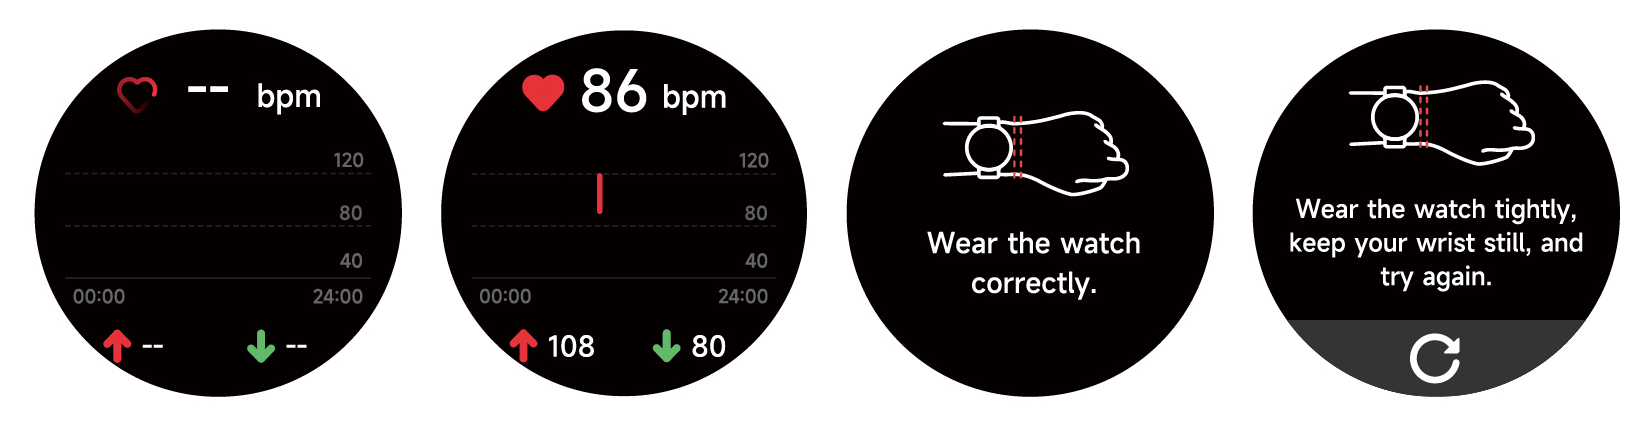 -- bpm
120
80
40
00:00 24:00
-- --
86 bpm
120
80
40
00:00 24:00
108 80
Wear the watch
correctly.
Wear the watch tightly,
keep your wrist still, and
try again.